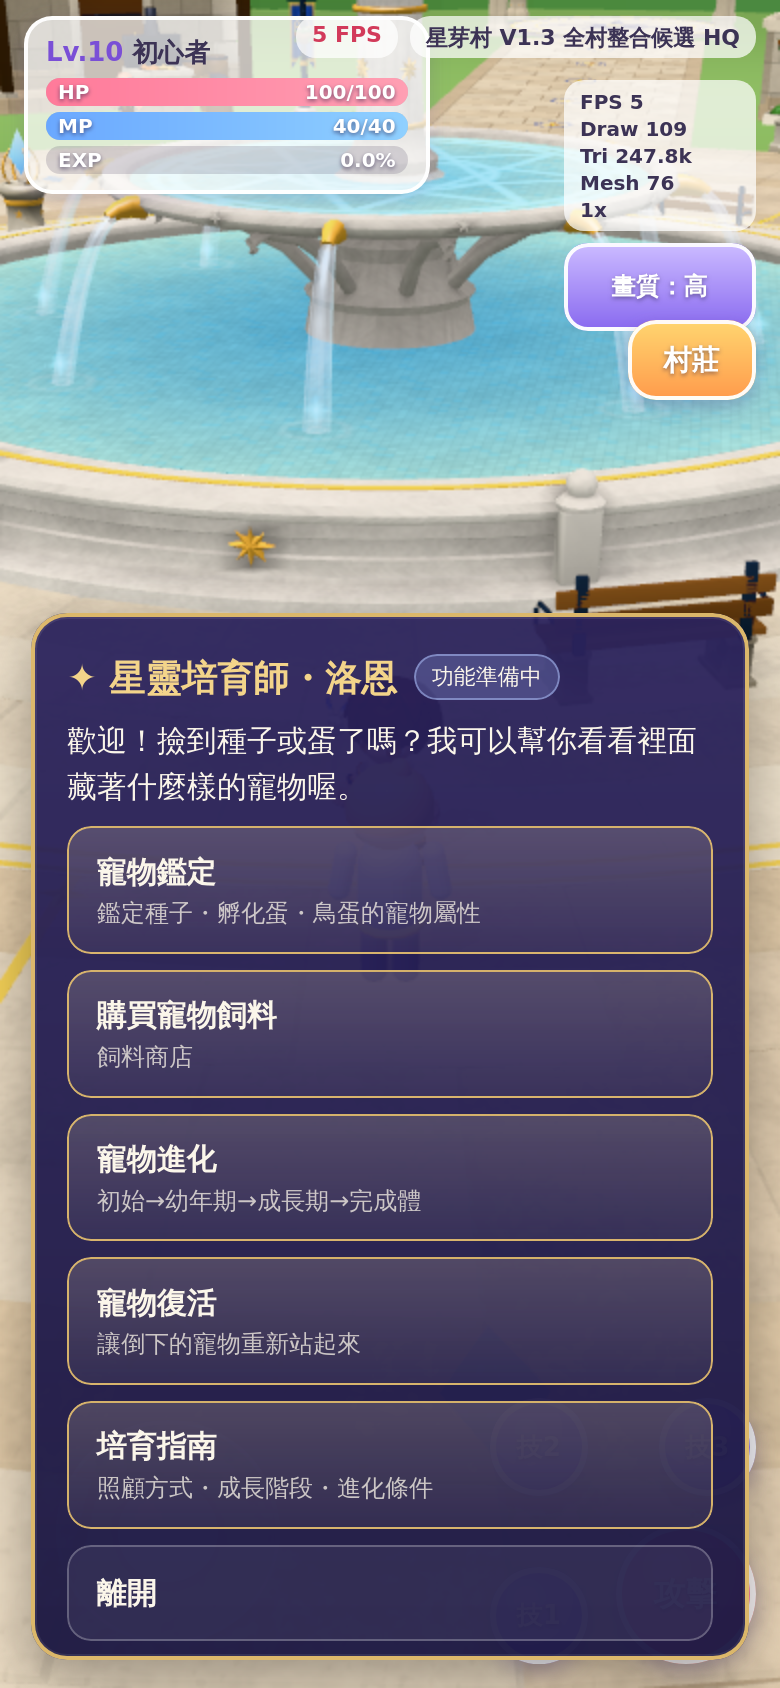 Lv.10 初心者
5 FPS
星芽村 V1.3 全村整合候選 HQ
HP 100/100
MP 40/40
EXP 0.0%
FPS 5
Draw 109
Tri 247.8k
Mesh 76
1x
畫質：高
村莊
✦ 星靈培育師・洛恩 功能準備中
歡迎！撿到種子或蛋了嗎？我可以幫你看看裡面
藏著什麼樣的寵物喔。
寵物鑑定
鑑定種子・孵化蛋・鳥蛋的寵物屬性
購買寵物飼料
飼料商店
寵物進化
初始→幼年期→成長期→完成體
寵物復活
讓倒下的寵物重新站起來
培育指南
照顧方式・成長階段・進化條件
技2
技3
離開
技1
攻擊